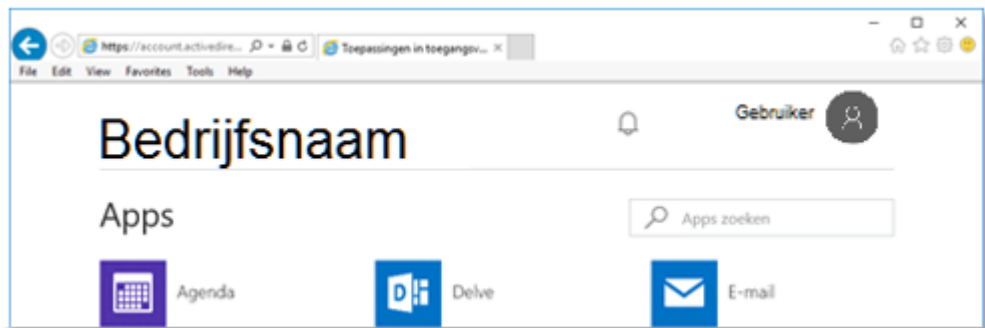 https://account.activedire... Toepassingen in toegangsv...
File Edit View Favorites Tools Help
Bedrijfsnaam
Gebruiker
Apps
Apps zoeken
Agenda
Delve
E-mail